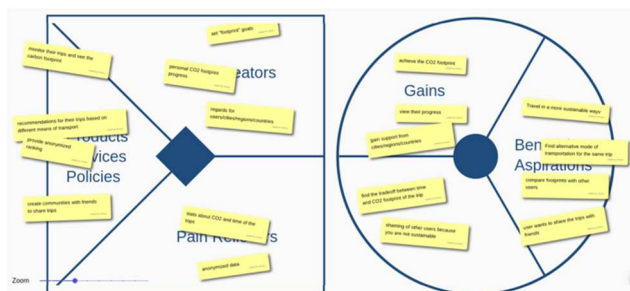 set "footprint" goals
monitor their trips and see the
carbon footprint
personal CO2 footprint
progress
eators
regards for
users/cities/regions/countries
recommendations for their trips based on
different means of transport
provide anonymized
ranking
roducts
rvices
Policies
create communities with friends
to share trips
stats about CO2 and time of the
trips
Pain Rel
rs
anonymized data
Zoom
achieve the CO2 footprint
Gains
view their progress
gain support from
cities/regions/countries
find the tradeoff between time
and CO2 footprint of the trip
shaming of other users because
you are not sustainable
Travel in a more sustainable way
Ben
Aspirations
Find alternative mode of
transportation for the same trip
compare footprints with other
users
user wants to share the trips with
friends